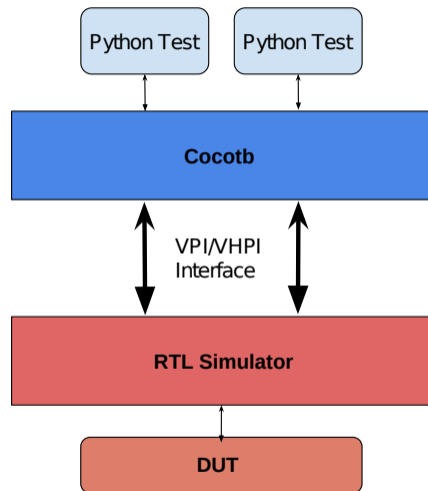 Python Test
Python Test
Cocotb
VPI/VHPI
Interface
RTL Simulator
DUT